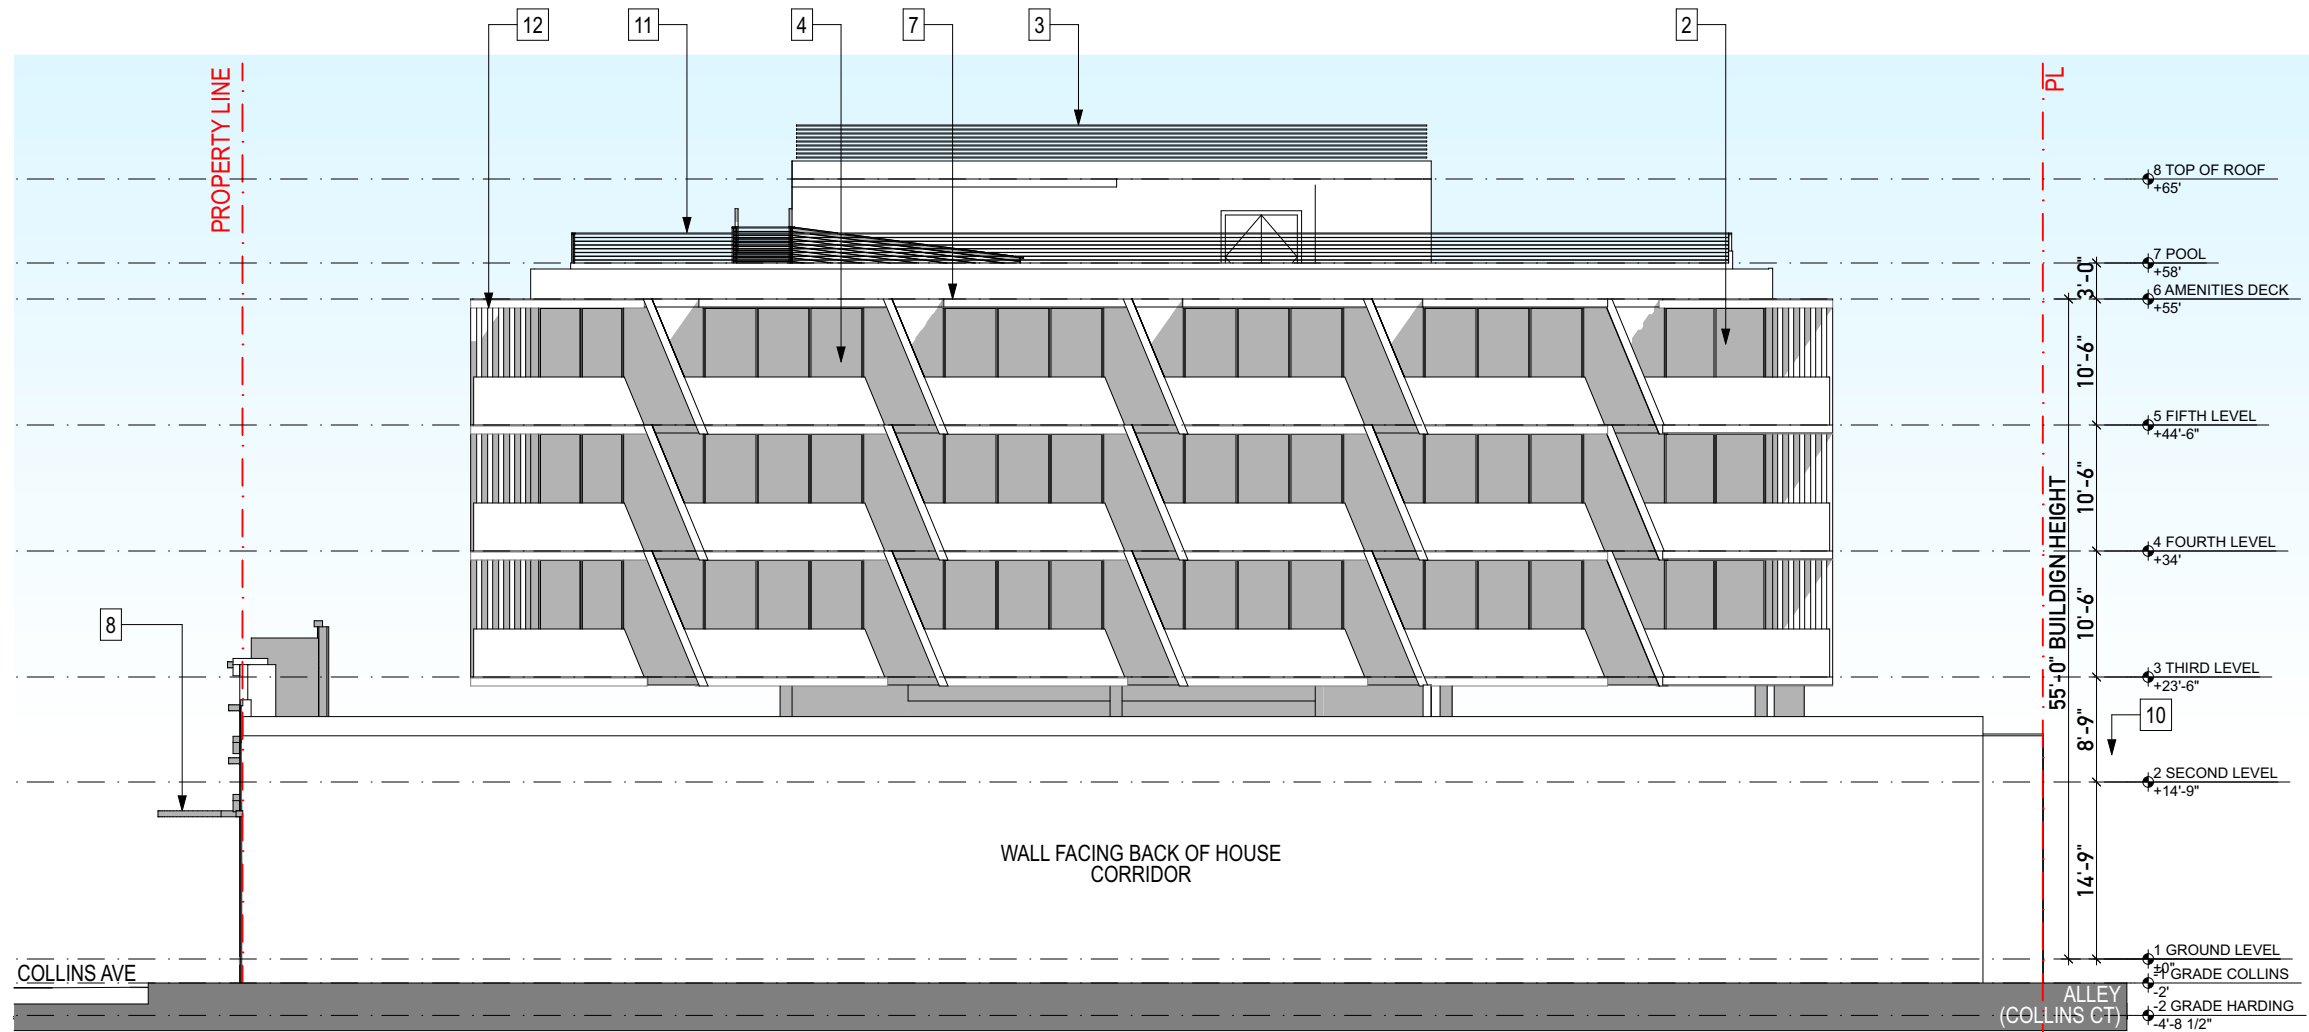 12
11
4
7
3
2
PROPERTY LINE
PL
8 TOP OF ROOF
+65'
7 POOL
+58'
3'-0"
6 AMENITIES DECK
+55'
10'-6"
5 FIFTH LEVEL
+44'-6"
10'-6"
4 FOURTH LEVEL
+34'
55'-0" BUILDIGN HEIGHT
10'-6"
8
3 THIRD LEVEL
+23'-6"
8'-9"
10
2 SECOND LEVEL
+14'-9"
WALL FACING BACK OF HOUSE
CORRIDOR
14'-9"
1 GROUND LEVEL
+0"
COLLINS AVE
-1 GRADE COLLINS
-2'
ALLEY
(COLLINS CT)
-2 GRADE HARDING
-4'-8 1/2"